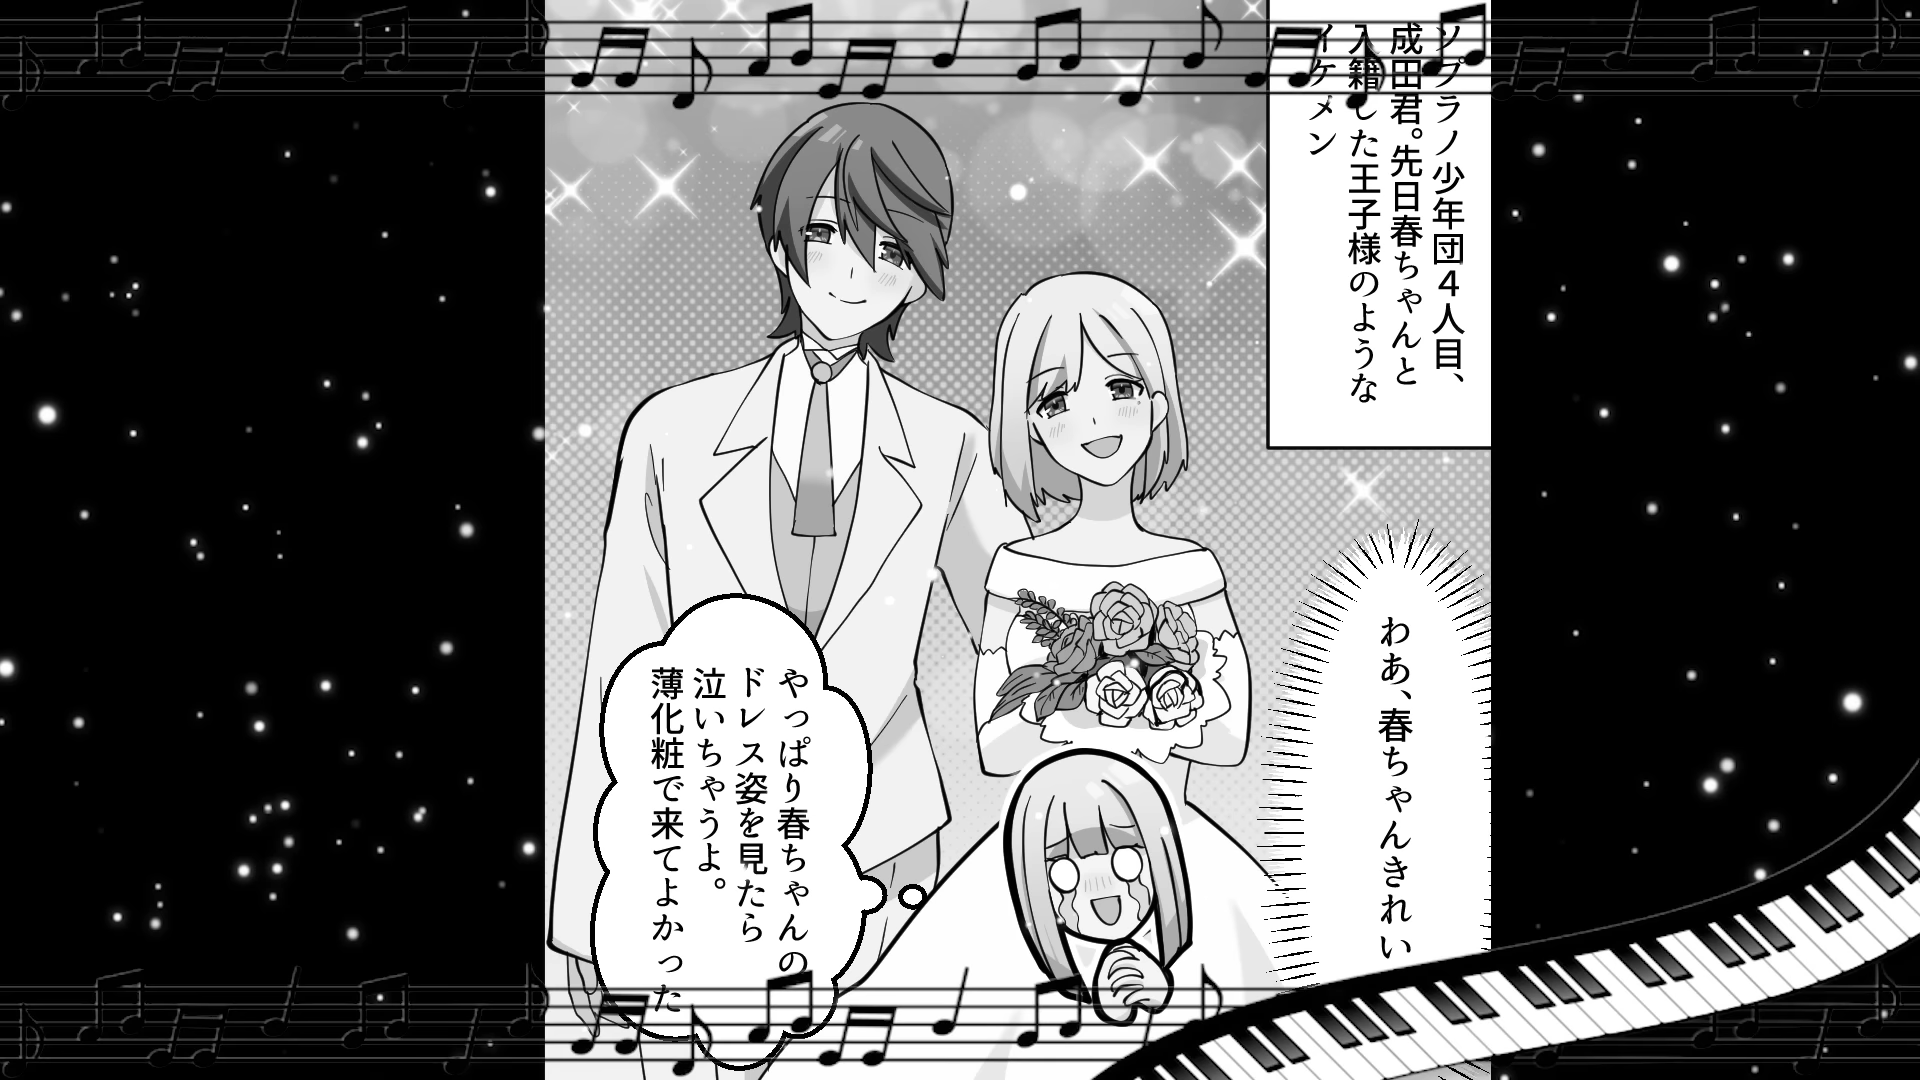 ソプラノ少年団４人目、
成田君。先日春ちゃんと
入籍した王子様のような
イケメン
わあ、春ちゃんきれい
やっぱり春ちゃんの
ドレス姿を見たら
泣いちゃうよ。
薄化粧で来てよかった